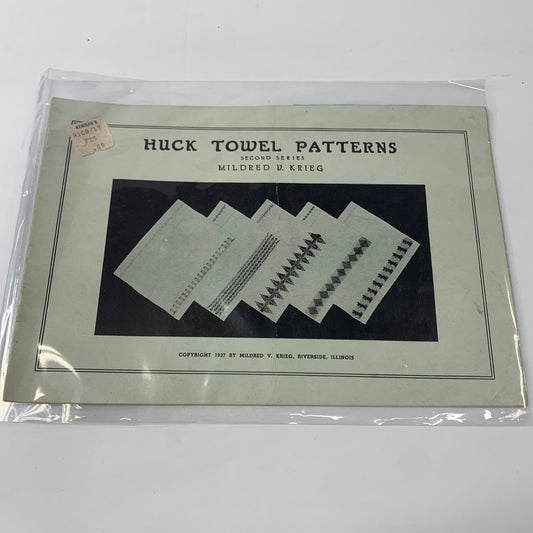 HUCK TOWEL PATTERNS
SECOND SERIES
MILDRED V. KRIEG
COPYRIGHT 1937 BY MILDRED V. KRIEG, RIVERSIDE, ILLINOIS